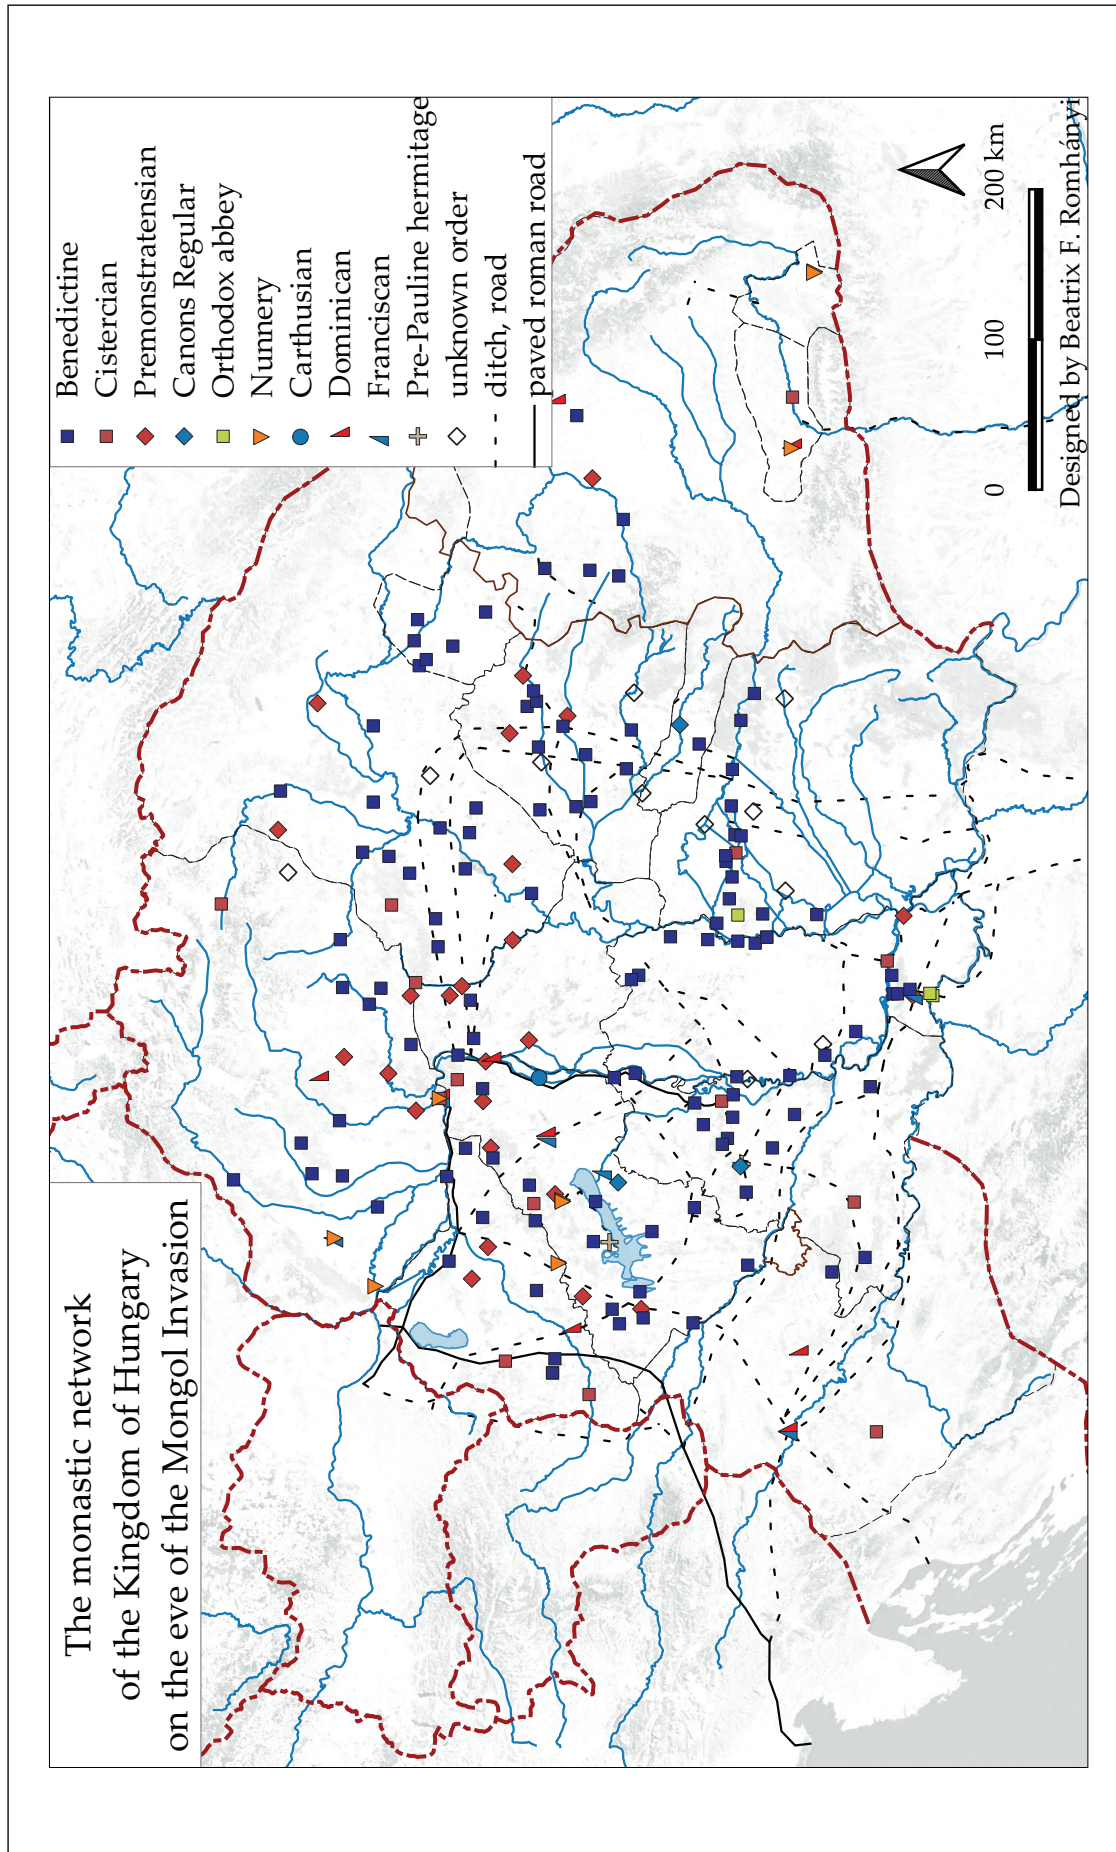 The monastic network
of the Kingdom of Hungary
on the eve of the Mongol Invasion
Benedictine
Cistercian
Premonstratensian
Canons Regular
Orthodox abbey
Nunnery
Carthusian
Dominican
Franciscan
Pre-Pauline hermitage
unknown order
ditch, road
paved roman road
0 100 200 km
Designed by Beatrix F. Romhányi